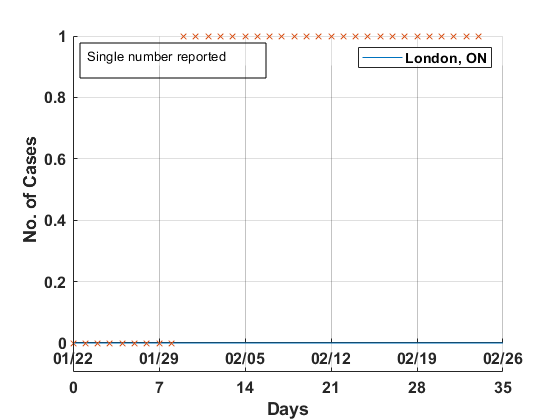 1
Single number reported
London, ON
0.8
0.6
No. of Cases
0.4
0.2
0
01/22 01/29 02/05 02/12 02/19 02/26
0 7 14 21 28 35
Days